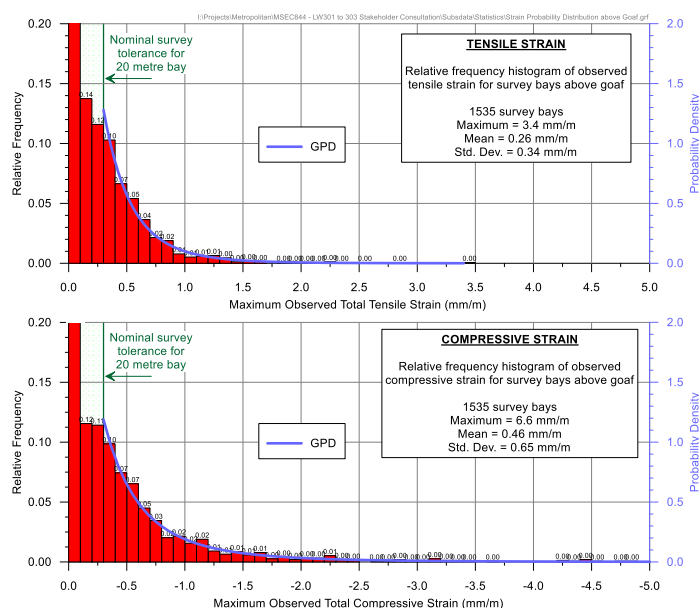 I:\Projects\Metropolitan\MSEC844 - LW301 to 303 Stakeholder Consultation\Subsdata\Statistics\Strain Probability Distribution above Goaf.grf
0.20 2.0
Nominal survey
tolerance for
20 metre bay
TENSILE STRAIN
Relative frequency histogram of observed
tensile strain for survey bays above goaf
1535 survey bays
Maximum = 3.4 mm/m
Mean = 0.26 mm/m
Std. Dev. = 0.34 mm/m
GPD
Relative Frequency
Probability Density
0.15 1.5
0.10 1.0
0.05 0.5
0.00 0.0
0.14
0.12
0.10
0.07
0.05
0.04
0.02
0.02
0.0 0.5 1.0 1.5 2.0 2.5 3.0 3.5 4.0 4.5 5.0
Maximum Observed Total Tensile Strain (mm/m)
0.20 2.0
Nominal survey
tolerance for
20 metre bay
COMPRESSIVE STRAIN
Relative frequency histogram of observed
compressive strain for survey bays above goaf
1535 survey bays
Maximum = 6.6 mm/m
Mean = 0.46 mm/m
Std. Dev. = 0.65 mm/m
GPD
Relative Frequency
Probability Density
0.15 1.5
0.10 1.0
0.05 0.5
0.00 0.0
0.12
0.11
0.10
0.07
0.07
0.05
0.03
0.02
0.02
0.0 -0.5 -1.0 -1.5 -2.0 -2.5 -3.0 -3.5 -4.0 -4.5 -5.0
Maximum Observed Total Compressive Strain (mm/m)